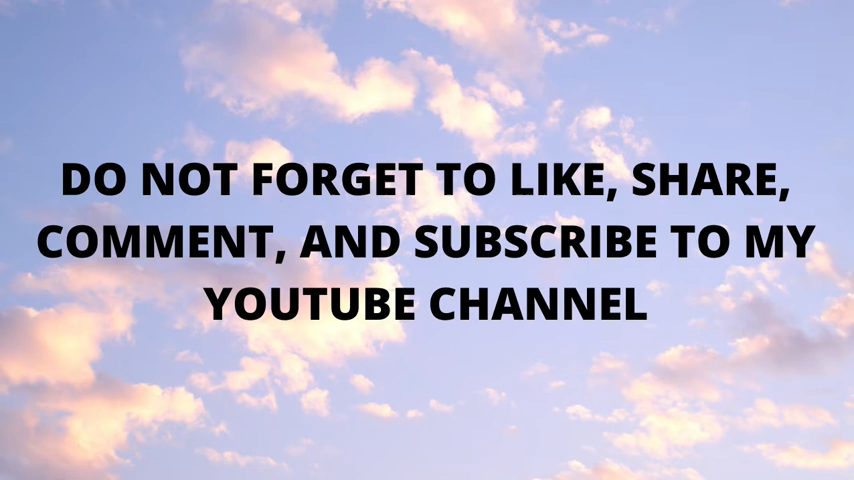 DO NOT FORGET TO LIKE, SHARE,
COMMENT, AND SUBSCRIBE TO MY
YOUTUBE CHANNEL